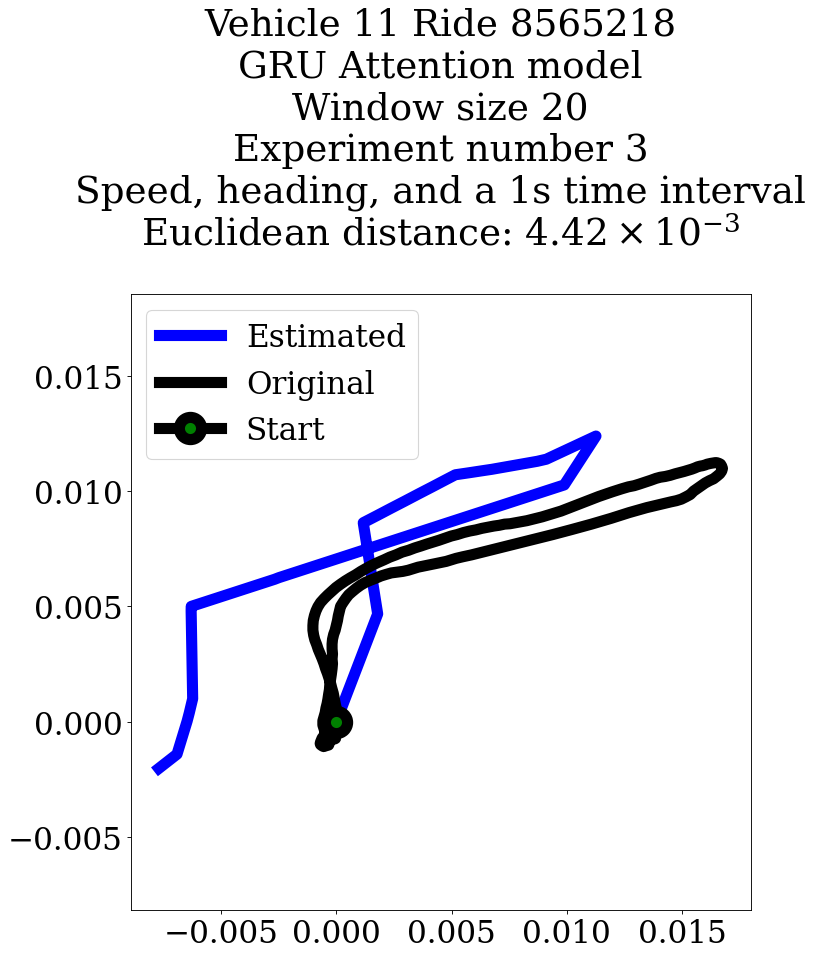 Vehicle 11 Ride 8565218
GRU Attention model
Window size 20
Experiment number 3
Speed, heading, and a 1s time interval
Euclidean distance: 4.42 × 10⁻³
Estimated
Original
Start
0.015
0.010
0.005
0.000
−0.005
−0.005 0.000 0.005 0.010 0.015